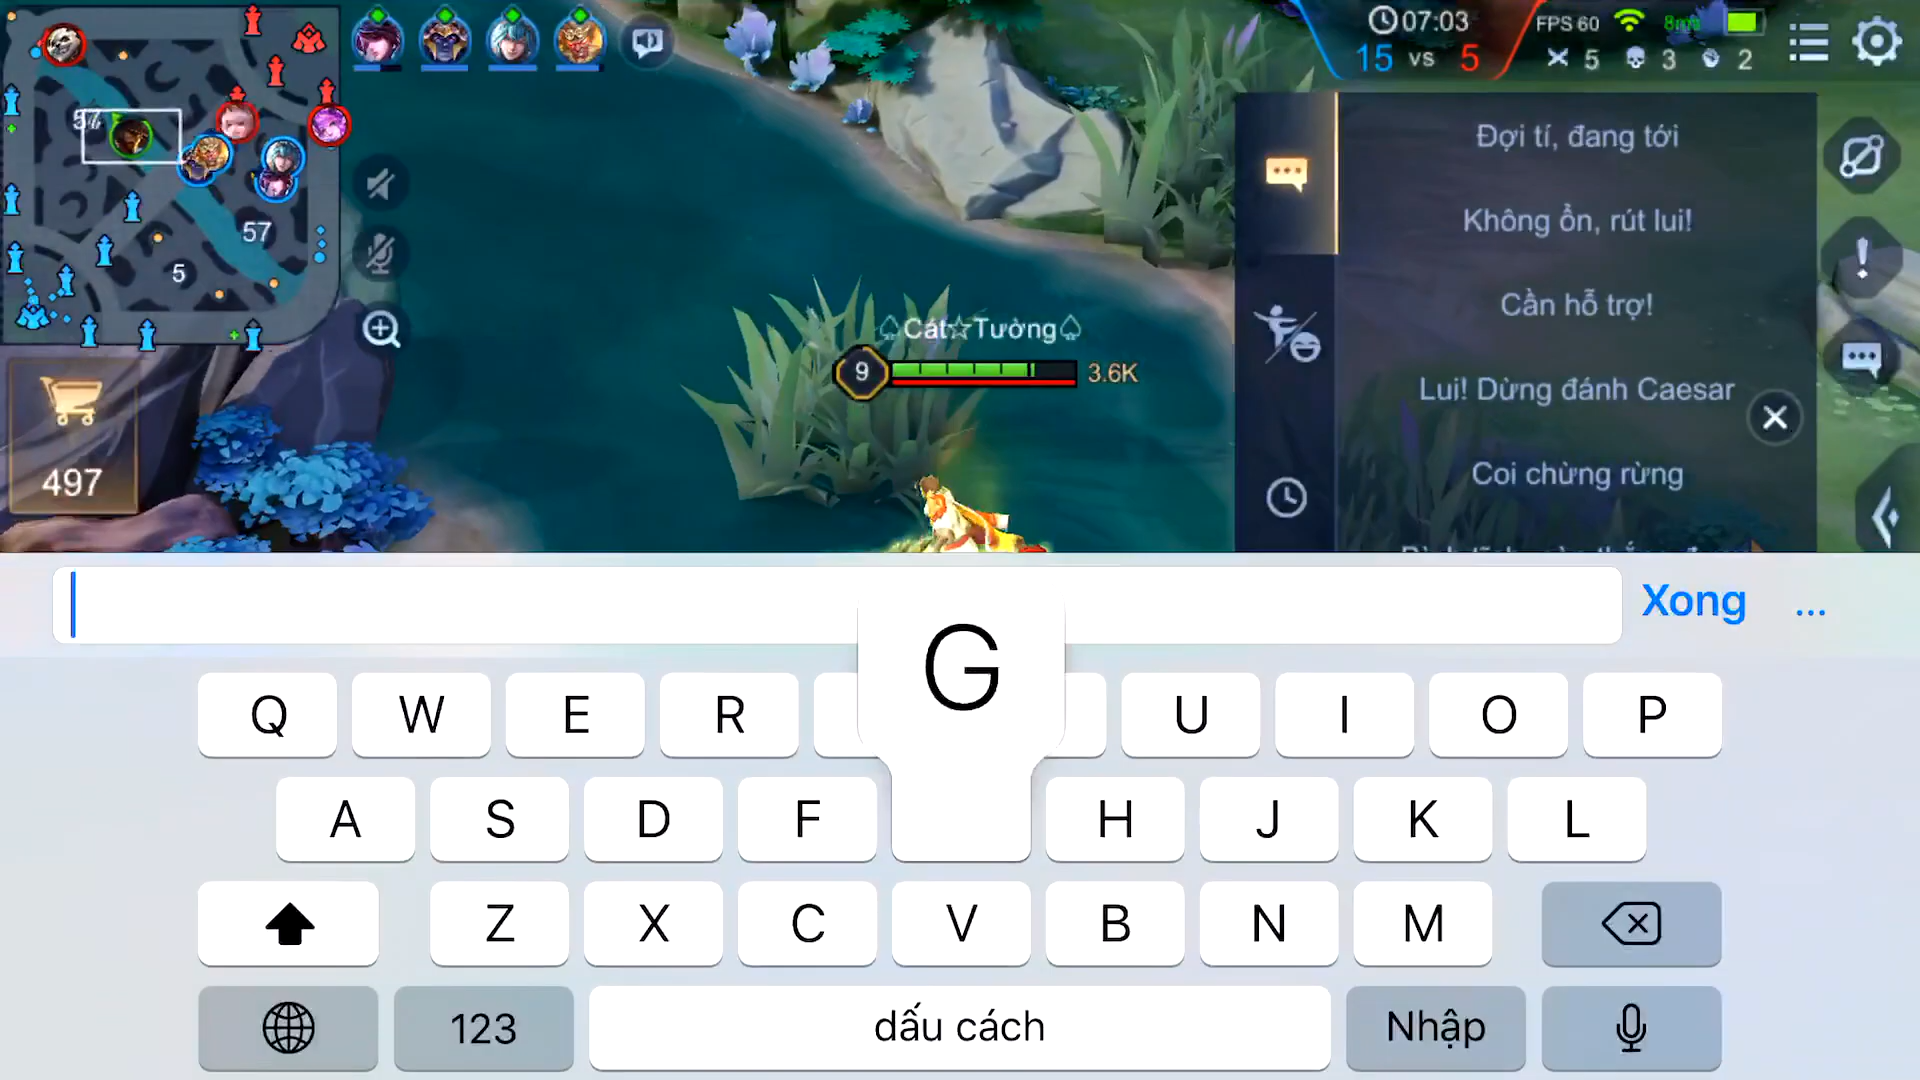 07:03
FPS 60
8ms
15 vs 5
5
3
2
57
57
5
497
♤Cát☆Tường♤
9
3.6K
Đợi tí, đang tới
Không ổn, rút lui!
Cần hỗ trợ!
Lui! Dừng đánh Caesar
Coi chừng rừng
Xong ...
G
Q W E R U I O P
A S D F H J K L
Z X C V B N M
123 dấu cách Nhập